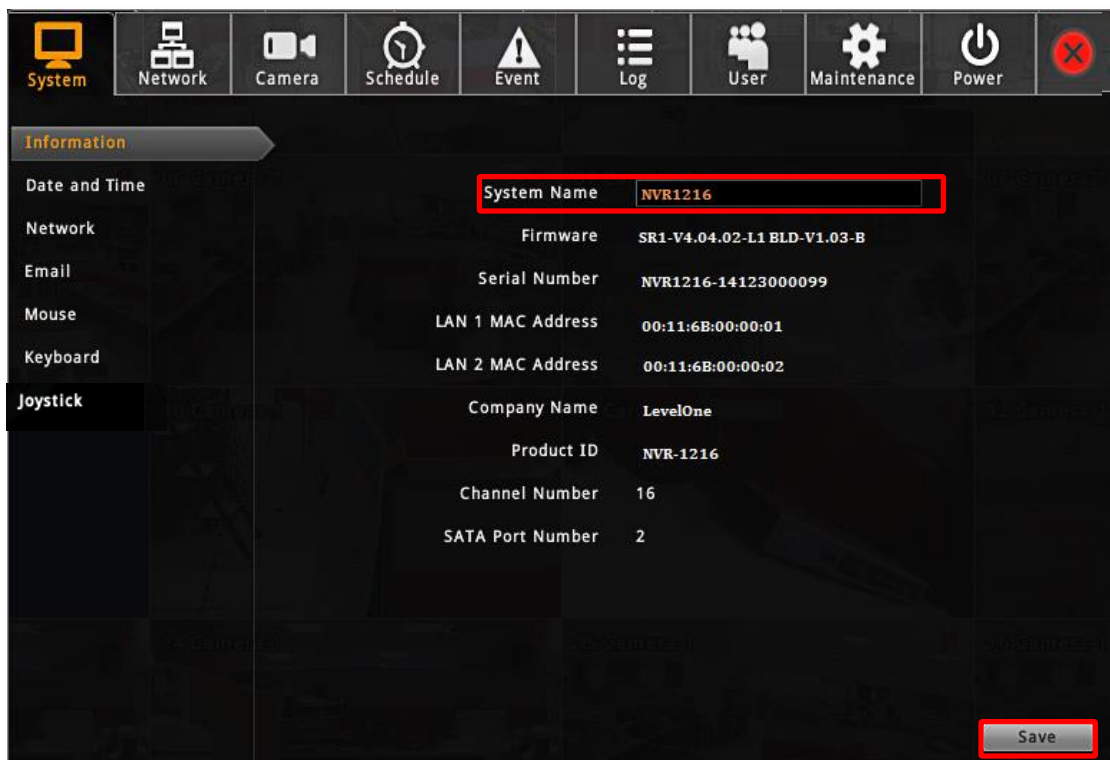 System Network Camera Schedule Event Log User Maintenance Power
Information
Date and Time
System Name NVR1216
Network
Firmware SR1-V4.04.02-L1 BLD-V1.03-B
Email
Serial Number NVR1216-14123000099
Mouse
LAN 1 MAC Address 00:11:6B:00:00:01
Keyboard
LAN 2 MAC Address 00:11:6B:00:00:02
Joystick
Company Name LevelOne
Product ID NVR-1216
Channel Number 16
SATA Port Number 2
Save